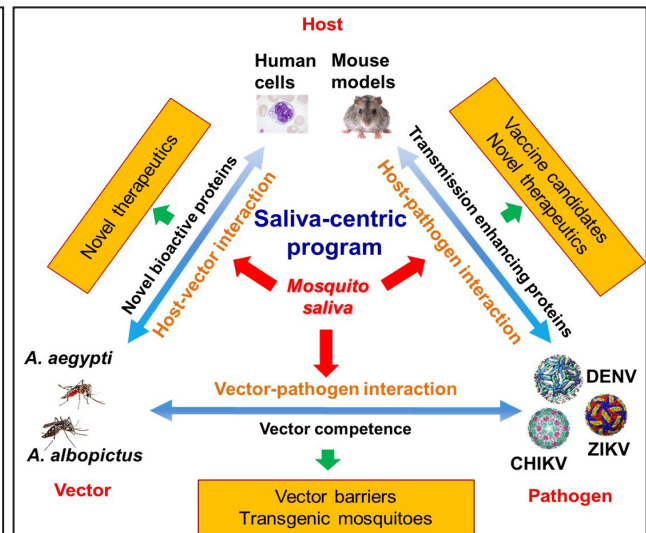 Host
Human
cells
Mouse
models
Novel therapeutics
Novel bioactive proteins
Host-vector interaction
Saliva-centric
program
Mosquito
saliva
Host-pathogen interaction
Transmission enhancing proteins
Vaccine candidates
Novel therapeutics
A. aegypti
A. albopictus
Vector
Vector-pathogen interaction
Vector competence
DENV
ZIKV
CHIKV
Pathogen
Vector barriers
Transgenic mosquitoes